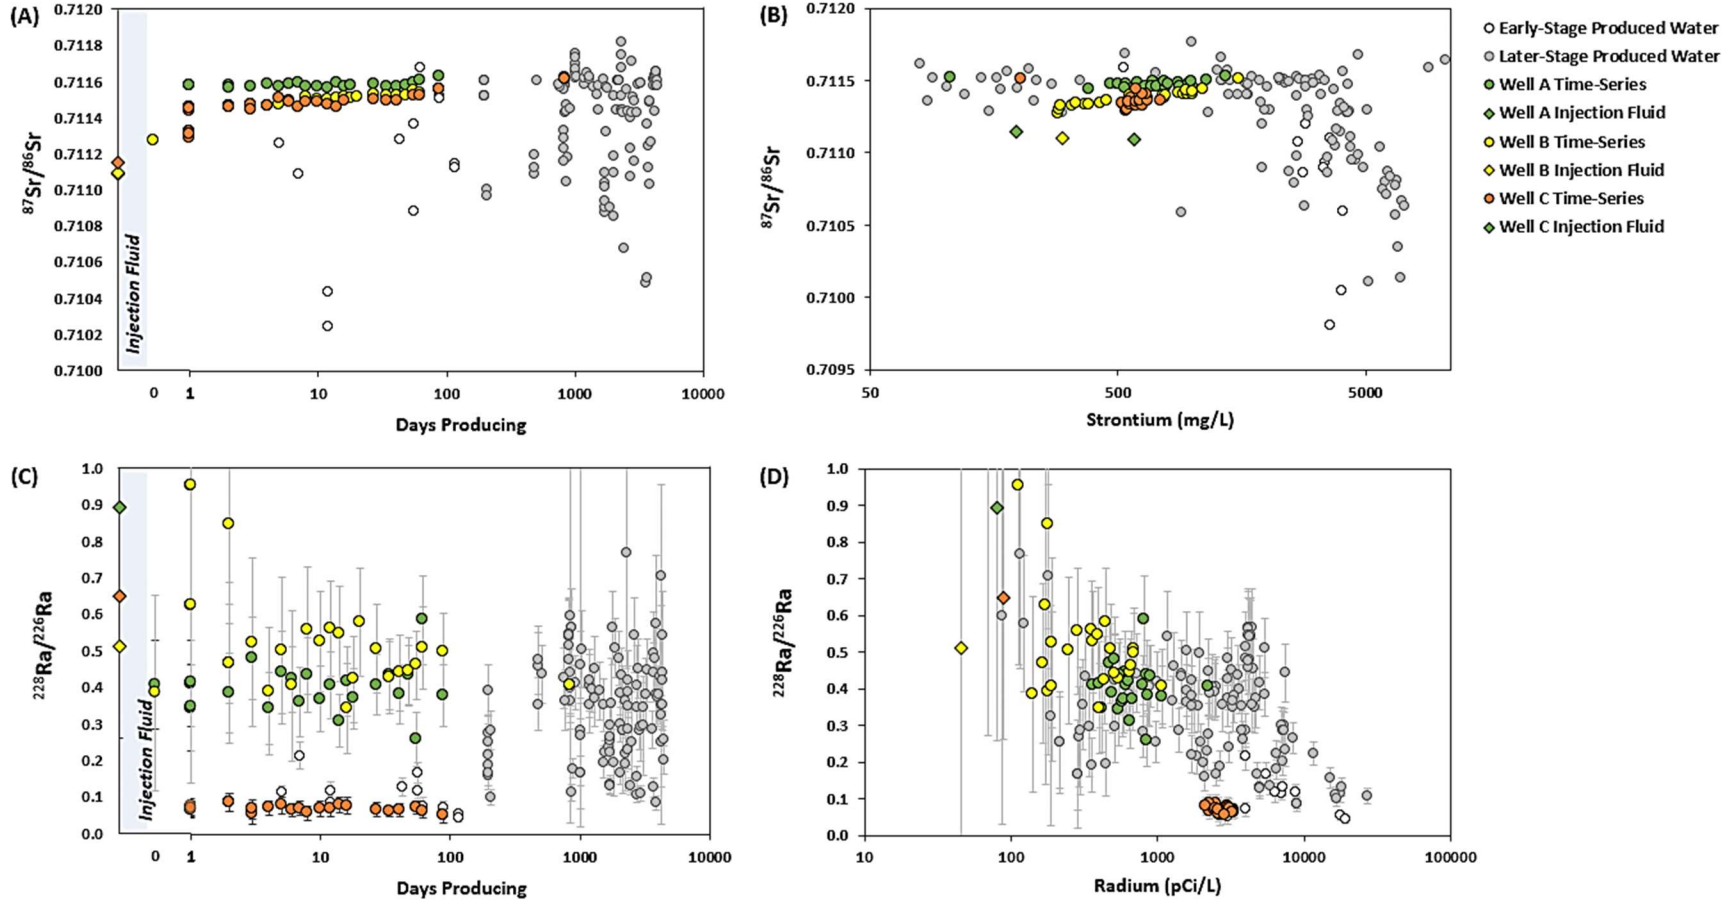 (A)
0.7120
0.7118
0.7116
0.7114
0.7112
0.7110
0.7108
0.7106
0.7104
0.7102
0.7100
87Sr/86Sr
Injection Fluid
0 1 10 100 1000 10000
Days Producing
(B)
0.7120
0.7115
0.7110
0.7105
0.7100
0.7095
87Sr/86Sr
50 500 5000
Strontium (mg/L)
Early-Stage Produced Water
Later-Stage Produced Water
Well A Time-Series
Well A Injection Fluid
Well B Time-Series
Well B Injection Fluid
Well C Time-Series
Well C Injection Fluid
(C)
1.0
0.9
0.8
0.7
0.6
0.5
0.4
0.3
0.2
0.1
0.0
228Ra/226Ra
Injection Fluid
0 1 10 100 1000 10000
Days Producing
(D)
1.0
0.9
0.8
0.7
0.6
0.5
0.4
0.3
0.2
0.1
0.0
228Ra/226Ra
10 100 1000 10000 100000
Radium (pCi/L)